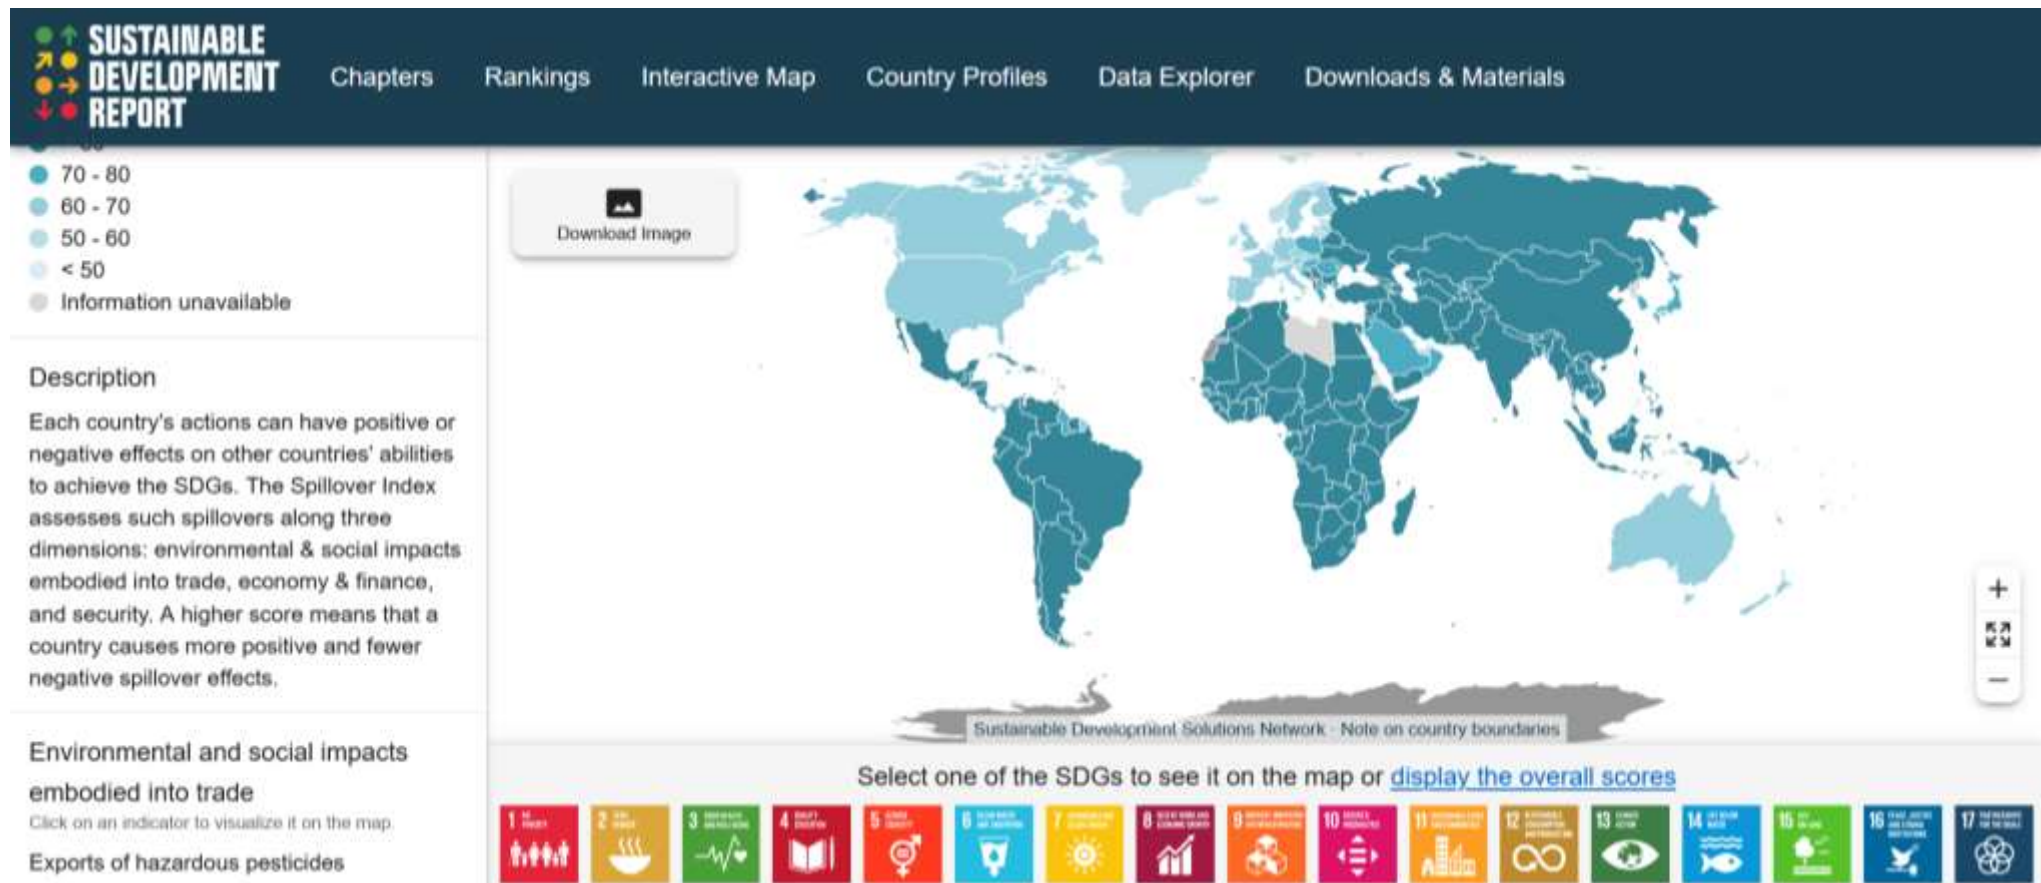 SUSTAINABLE
DEVELOPMENT
REPORT
Chapters
Rankings
Interactive Map
Country Profiles
Data Explorer
Downloads & Materials
70 - 80
60 - 70
50 - 60
< 50
Information unavailable
Download Image
Description
Each country's actions can have positive or
negative effects on other countries' abilities
to achieve the SDGs. The Spillover Index
assesses such spillovers along three
dimensions: environmental & social impacts
embodied into trade, economy & finance,
and security. A higher score means that a
country causes more positive and fewer
negative spillover effects.
Environmental and social impacts
embodied into trade
Click on an indicator to visualize it on the map.
Exports of hazardous pesticides
Sustainable Development Solutions Network · Note on country boundaries
Select one of the SDGs to see it on the map or display the overall scores
1
2
3
4
5
6
7
8
9
10
11
12
13
14
15
16
17